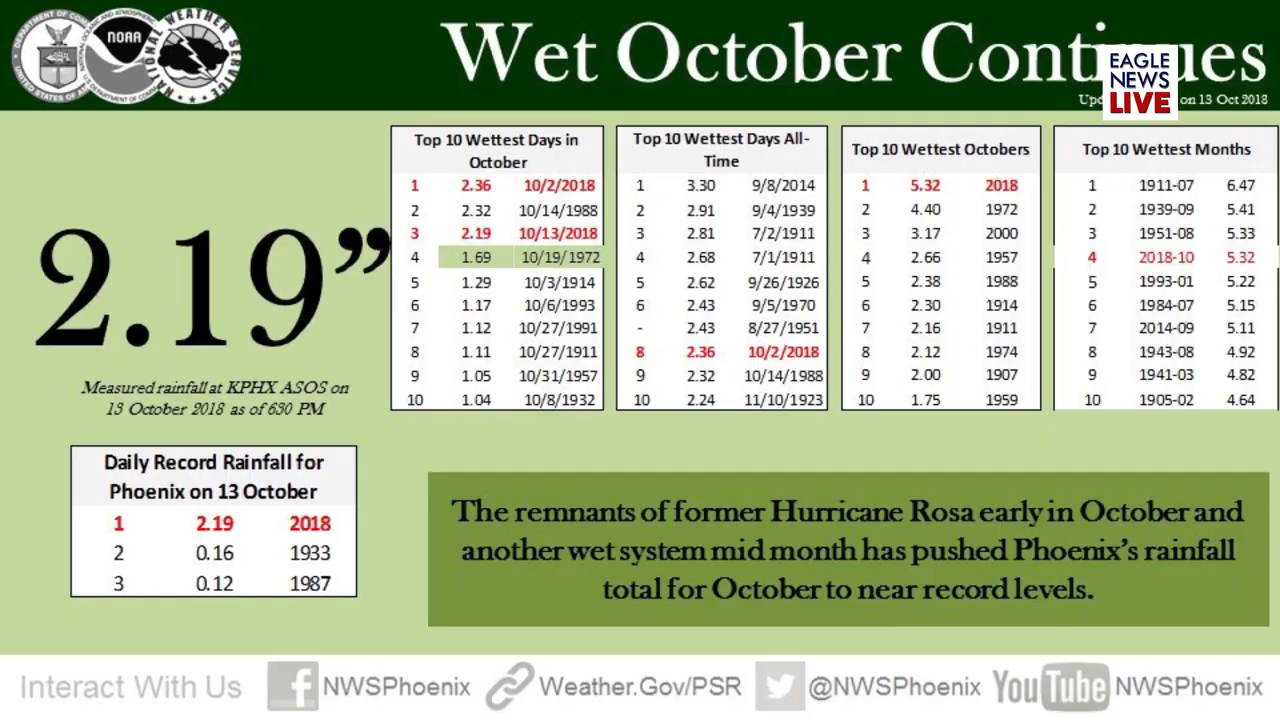 NOAA
NATIONAL WEATHER SERVICE
Wet October Conti ues
EAGLE
NEWS
LIVE
on 13 Oct 2018
2.19”
Measured rainfall at KPHX ASOS on
13 October 2018 as of 630 PM
Top 10 Wettest Days in
October
1 2.36 10/2/2018
2 2.32 10/14/1988
3 2.19 10/13/2018
4 1.69 10/19/1972
5 1.29 10/3/1914
6 1.17 10/6/1993
7 1.12 10/27/1991
8 1.11 10/27/1911
9 1.05 10/31/1957
10 1.04 10/8/1932
Top 10 Wettest Days All-
Time
1 3.30 9/8/2014
2 2.91 9/4/1939
3 2.81 7/2/1911
4 2.68 7/1/1911
5 2.62 9/26/1926
6 2.43 9/5/1970
- 2.43 8/27/1951
8 2.36 10/2/2018
9 2.32 10/14/1988
10 2.24 11/10/1923
Top 10 Wettest Octobers
1 5.32 2018
2 4.40 1972
3 3.17 2000
4 2.66 1957
5 2.38 1988
6 2.30 1914
7 2.16 1911
8 2.12 1974
9 2.00 1907
10 1.75 1959
Top 10 Wettest Months
1 1911-07 6.47
2 1939-09 5.41
3 1951-08 5.33
4 2018-10 5.32
5 1993-01 5.22
6 1984-07 5.15
7 2014-09 5.11
8 1943-08 4.92
9 1941-03 4.82
10 1905-02 4.64
Daily Record Rainfall for
Phoenix on 13 October
1 2.19 2018
2 0.16 1933
3 0.12 1987
The remnants of former Hurricane Rosa early in October and
another wet system mid month has pushed Phoenix’s rainfall
total for October to near record levels.
Interact With Us f NWSPhoenix Weather.Gov/PSR @NWSPhoenix YouTube NWSPhoenix